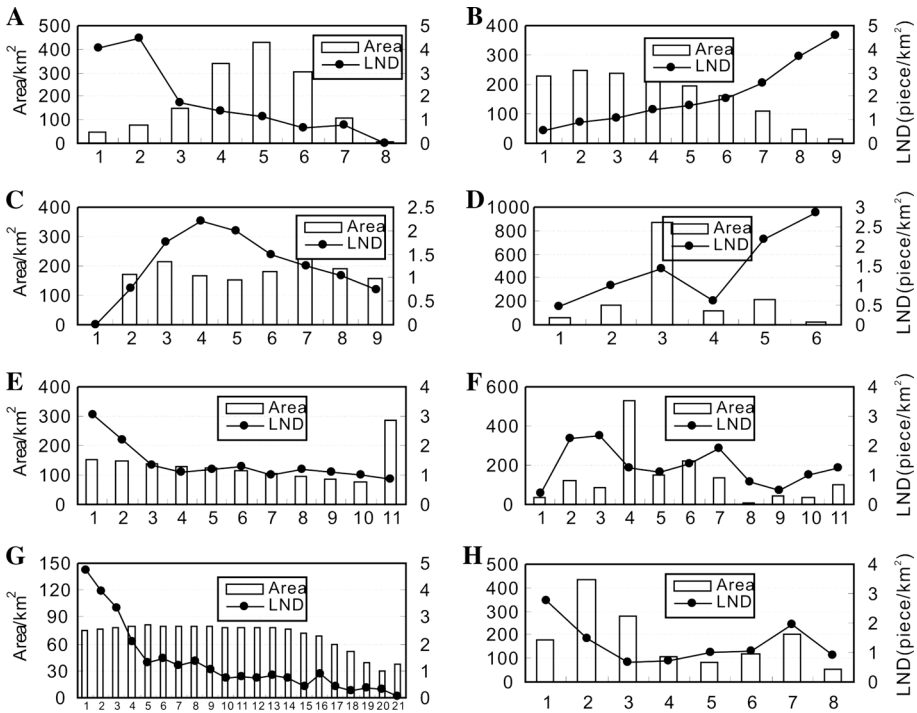 A
500
400
300
200
100
0
Area/km²
5
4
3
2
1
0
Area
LND
1 2 3 4 5 6 7 8
B
400
300
200
100
0
5
4
3
2
1
0
LND(piece/km²)
Area
LND
1 2 3 4 5 6 7 8 9
C
400
300
200
100
0
Area/km²
2.5
2
1.5
1
0.5
0
Area
LND
1 2 3 4 5 6 7 8 9
D
1000
800
600
400
200
0
3
2.5
2
1.5
1
0.5
0
LND(piece/km²)
Area
LND
1 2 3 4 5 6
E
400
300
200
100
0
Area/km²
4
3
2
1
0
Area
LND
1 2 3 4 5 6 7 8 9 10 11
F
600
400
200
0
4
3
2
1
0
LND(piece/km²)
Area
LND
1 2 3 4 5 6 7 8 9 10 11
G
150
120
90
60
30
0
Area/km²
5
4
3
2
1
0
Area
LND
1 2 3 4 5 6 7 8 9 10 11 12 13 14 15 16 17 18 19 20 21
H
500
400
300
200
100
0
4
3
2
1
0
LND(piece/km²)
Area
LND
1 2 3 4 5 6 7 8